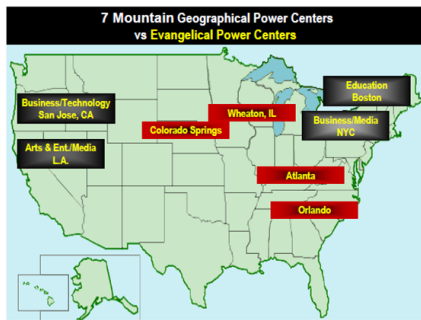 7 Mountain Geographical Power Centers
vs Evangelical Power Centers
Education
Boston
Business/Technology
San Jose, CA
Wheaton, IL
Business/Media
NYC
Colorado Springs
Arts & Ent./Media
L.A.
Atlanta
Orlando